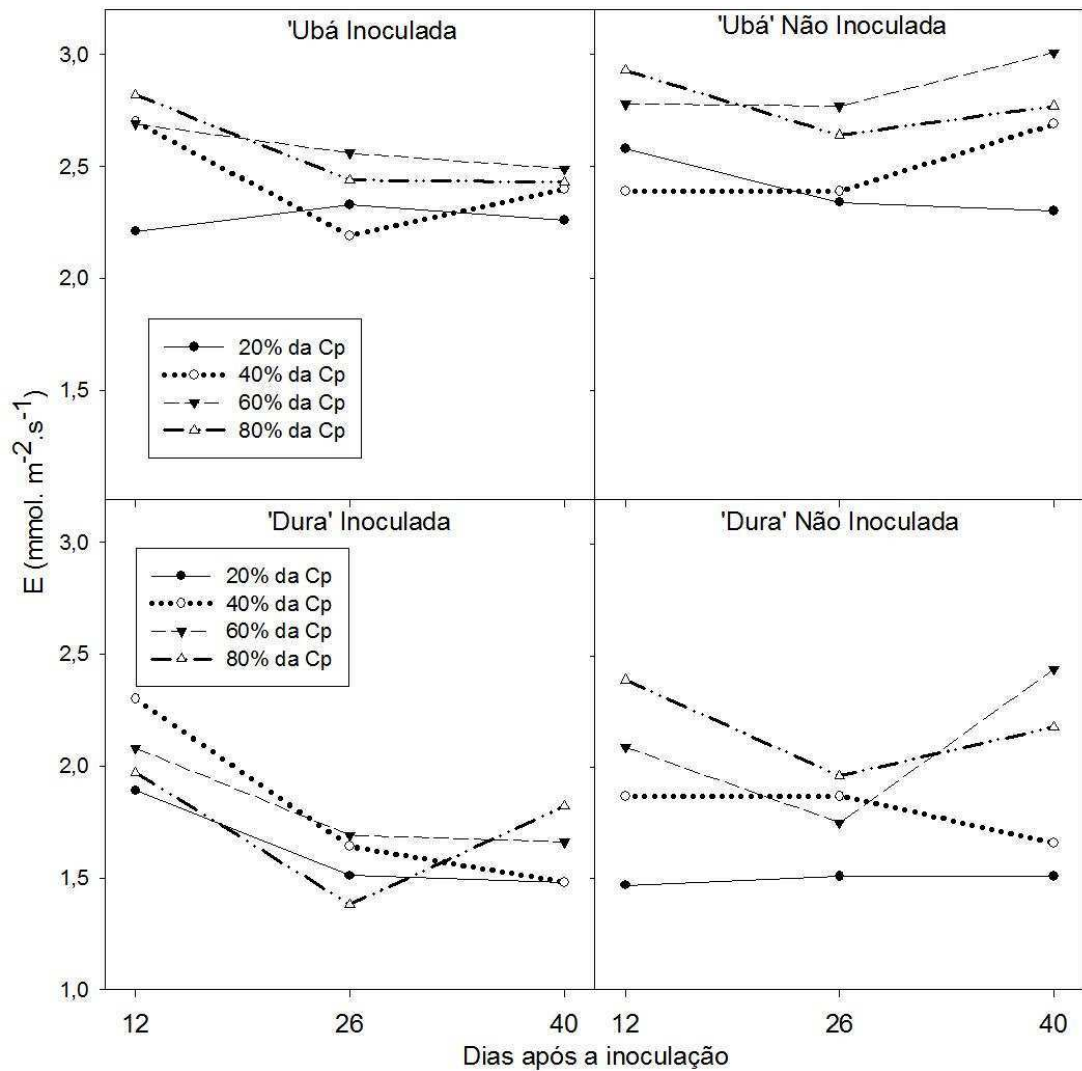 'Ubá Inoculada
'Ubá' Não Inoculada
3,0
2,5
2,0
1,5
20% da Cp
40% da Cp
60% da Cp
80% da Cp
E (mmol. m-2.s-1)
'Dura' Inoculada
'Dura' Não Inoculada
3,0
2,5
2,0
1,5
1,0
20% da Cp
40% da Cp
60% da Cp
80% da Cp
12 26 40 12 26 40
Dias após a inoculação